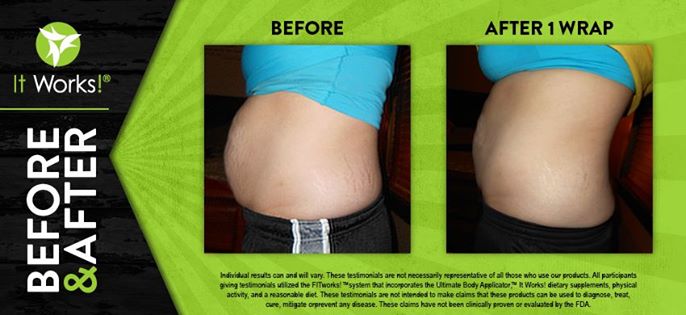 It Works!®
BEFORE
&AFTER
BEFORE
AFTER 1 WRAP
Individual results can and will vary. These testimonials are not necessarily representative of all those who use our products. All participants
giving testimonials utilized the FITworks! ™system that incorporates the Ultimate Body Applicator,™ It Works! dietary supplements, physical
activity, and a reasonable diet. These testimonials are not intended to make claims that these products can be used to diagnose, treat,
cure, mitigate orprevent any disease. These claims have not been clinically proven or evaluated by the FDA.